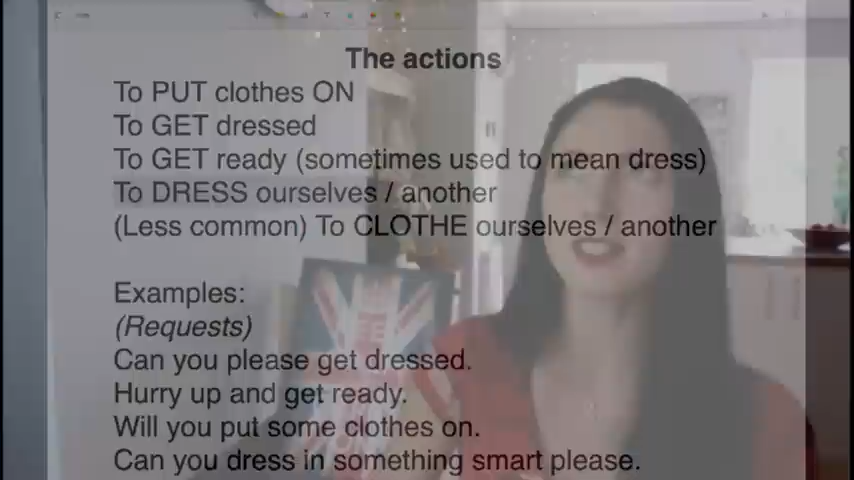 The actions
To PUT clothes ON
To GET dressed
To GET ready (sometimes used to mean dress)
To DRESS ourselves / another
(Less common) To CLOTHE ourselves / another
Examples:
(Requests)
Can you please get dressed.
Hurry up and get ready.
Will you put some clothes on.
Can you dress in something smart please.